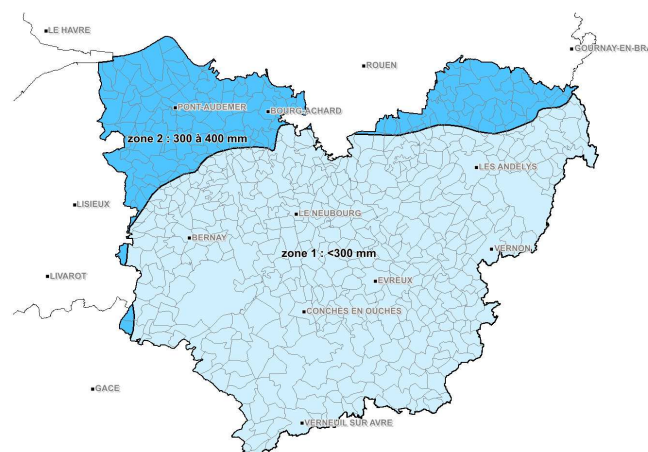 LE HAVRE
GOURNAY-EN-BRA
ROUEN
PONT-AUDEMER
BOURG-ACHARD
zone 2 : 300 à 400 mm
LES ANDELYS
LISIEUX
LE NEUBOURG
BERNAY
VERNON
zone 1 : <300 mm
LIVAROT
EVREUX
CONCHES EN OUCHES
GACE
VERNEUIL SUR AVRE